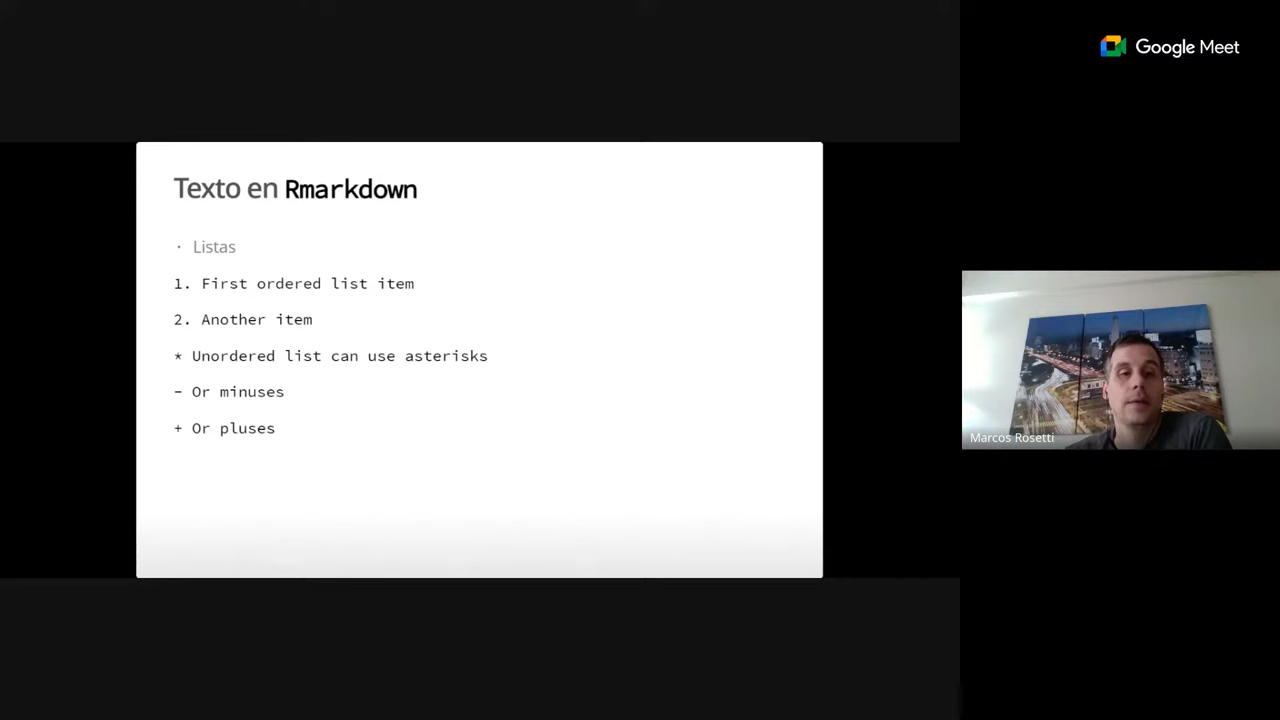 Google Meet
Texto en Rmarkdown
· Listas
1. First ordered list item
2. Another item
* Unordered list can use asterisks
- Or minuses
+ Or pluses
Marcos Rosetti